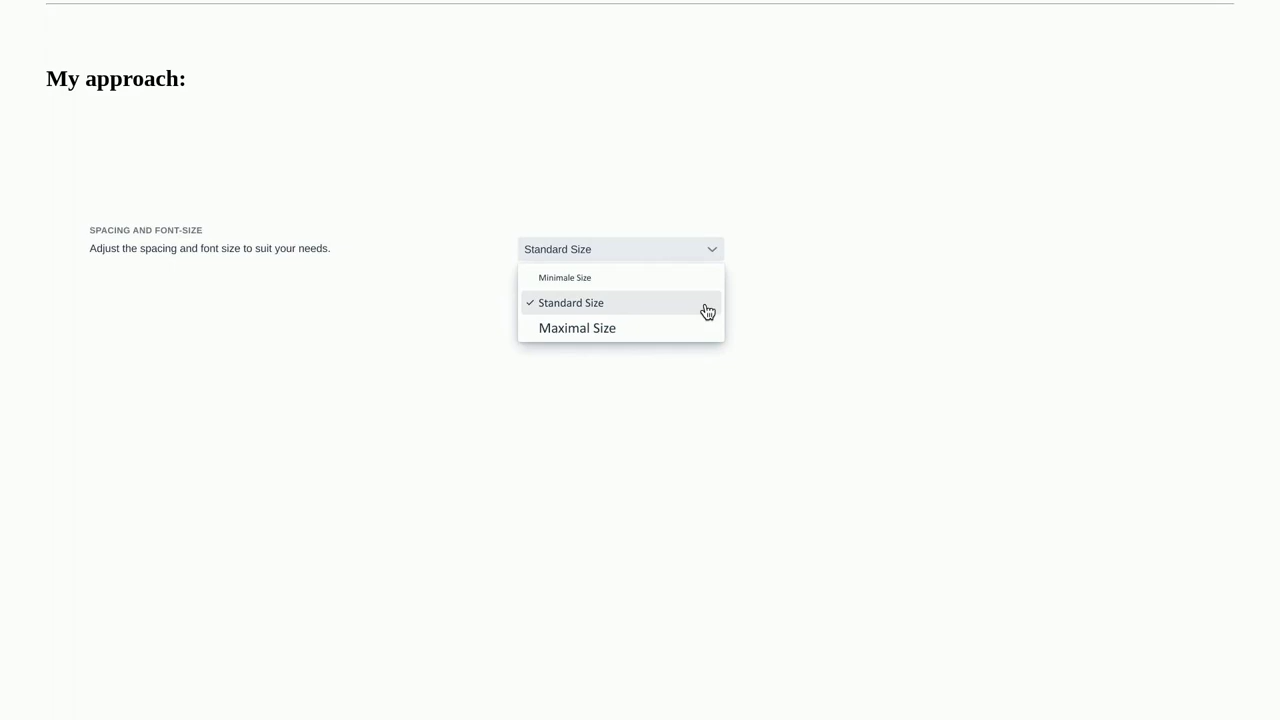 My approach:
SPACING AND FONT-SIZE
Adjust the spacing and font size to suit your needs.
Standard Size
Minimale Size
Standard Size
Maximal Size